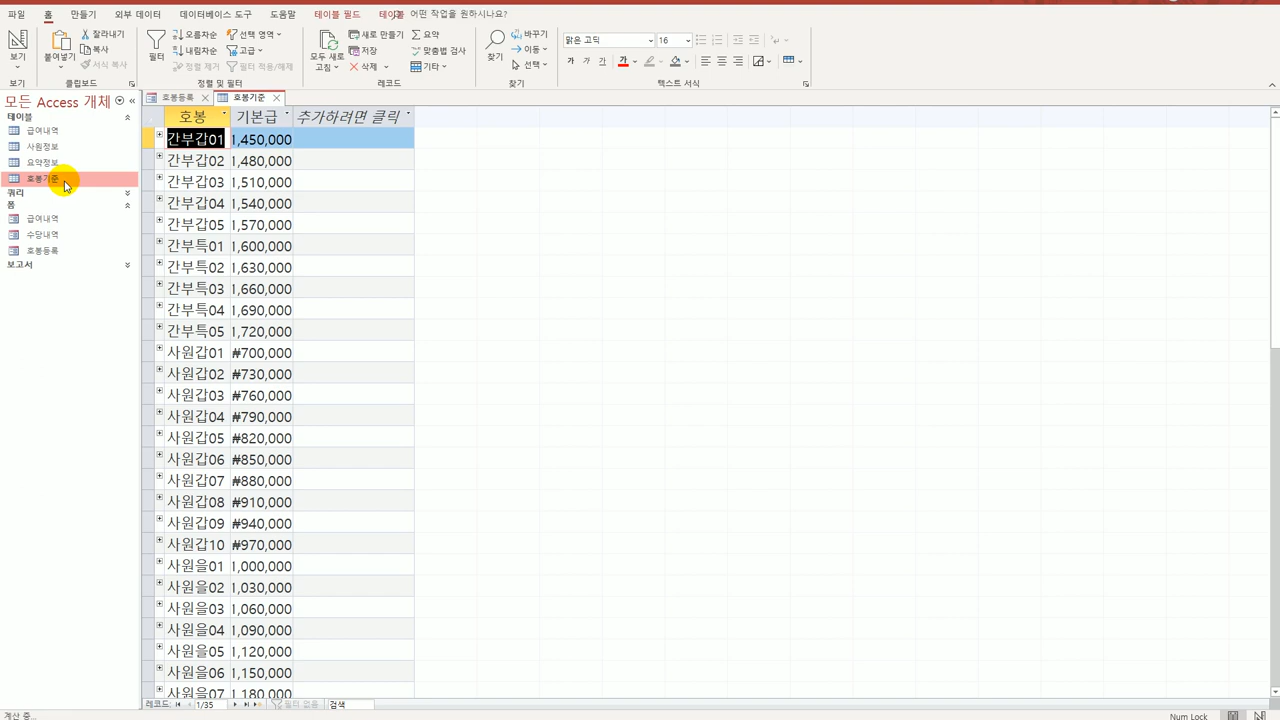 파일 홈 만들기 외부 데이터 데이터베이스 도구 도움말 테이블 필드 테이블 어떤 작업을 원하시나요?
잘라내기 오름차순 선택 영역 새로 만들기 요약 바꾸기 맑은 고딕 16
보기 붙여넣기 복사 필터 내림차순 고급 모두 새로 고침 저장 맞춤법 검사 찾기 이동 가 가 가 가
서식 복사 정렬 제거 필터 적용/해제 삭제 기타 선택
보기 클립보드 정렬 및 필터 레코드 찾기 텍스트 서식
모든 Access 개체
테이블
급여내역
사원정보
요약정보
호봉기준
쿼리
폼
급여내역
수당내역
호봉등록
보고서
호봉등록 호봉기준
호봉 기본급 추가하려면 클릭
간부갑01 1,450,000
간부갑02 1,480,000
간부갑03 1,510,000
간부갑04 1,540,000
간부갑05 1,570,000
간부특01 1,600,000
간부특02 1,630,000
간부특03 1,660,000
간부특04 1,690,000
간부특05 1,720,000
사원갑01 ₩700,000
사원갑02 ₩730,000
사원갑03 ₩760,000
사원갑04 ₩790,000
사원갑05 ₩820,000
사원갑06 ₩850,000
사원갑07 ₩880,000
사원갑08 ₩910,000
사원갑09 ₩940,000
사원갑10 ₩970,000
사원을01 1,000,000
사원을02 1,030,000
사원을03 1,060,000
사원을04 1,090,000
사원을05 1,120,000
사원을06 1,150,000
사원을07 1,180,000
레코드: 1/35 필터 없음 검색
계산 중... Num Lock